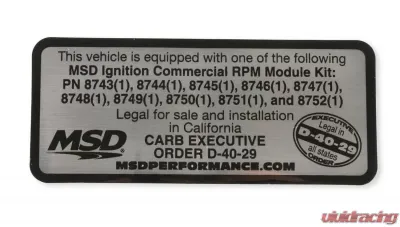 This vehicle is equipped with one of the following
MSD Ignition Commercial RPM Module Kit:
PN 8743(1), 8744(1), 8745(1), 8746(1), 8747(1),
8748(1), 8749(1), 8750(1), 8751(1), and 8752(1)
Legal for sale and installation
in California
CARB EXECUTIVE
ORDER D-40-29
MSDPERFORMANCE.COM
MSD
EXECUTIVE
Legal in
D-40-29
all states
ORDER
vividracing